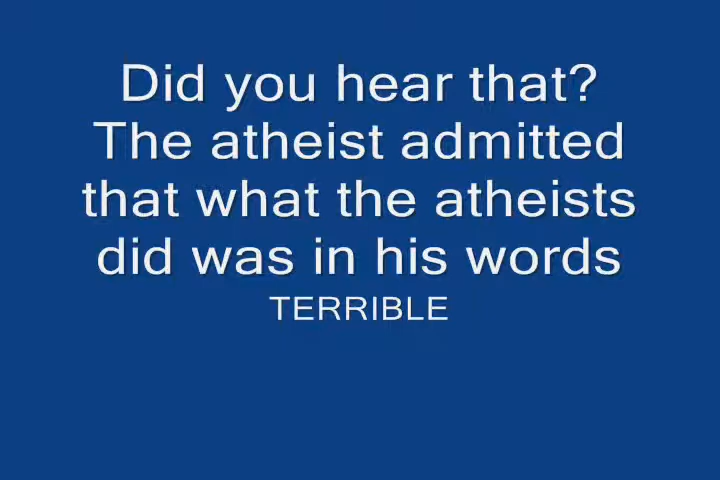 Did you hear that?
The atheist admitted
that what the atheists
did was in his words
TERRIBLE